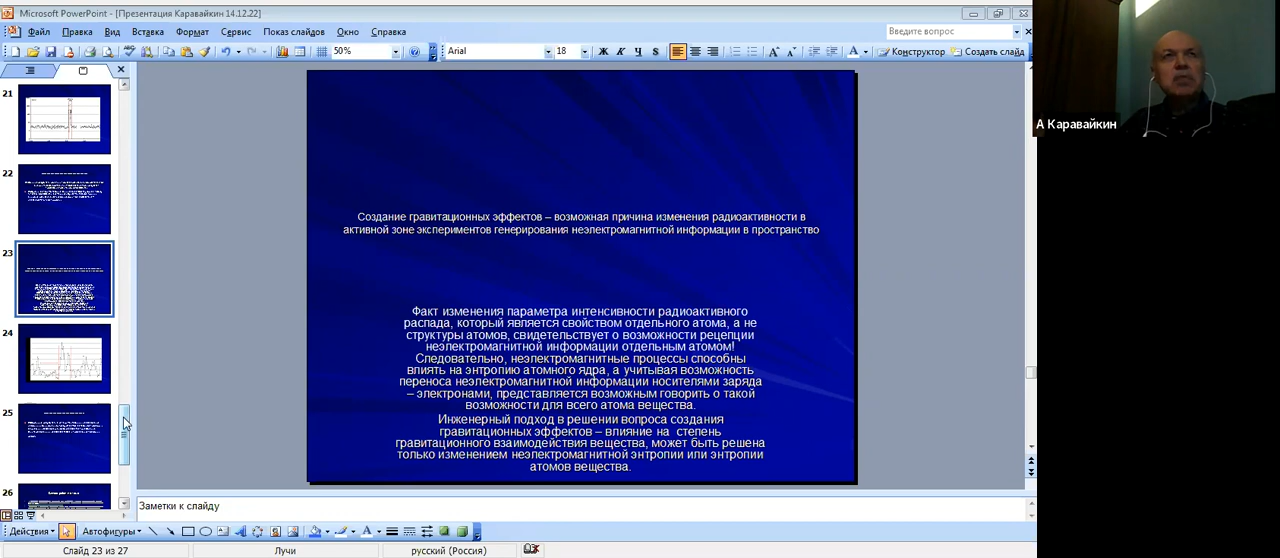 Microsoft PowerPoint - [Презентация Каравайкин 14.12.22]
Файл Правка Вид Вставка Формат Сервис Показ слайдов Окно Справка
Введите вопрос
50%
Arial
18
Ж К Ч S
Конструктор
Создать слайд
21
22
23
24
25
26
Создание гравитационных эффектов – возможная причина изменения радиоактивности в
активной зоне экспериментов генерирования неэлектромагнитной информации в пространство
Факт изменения параметра интенсивности радиоактивного
распада, который является свойством отдельного атома, а не
структуры атомов, свидетельствует о возможности рецепции
неэлектромагнитной информации отдельным атомом!
Следовательно, неэлектромагнитные процессы способны
влиять на энтропию атомного ядра, а учитывая возможность
переноса неэлектромагнитной информации носителями заряда
– электронами, представляется возможным говорить о такой
возможности для всего атома вещества.
Инженерный подход в решении вопроса создания
гравитационных эффектов – влияние на степень
гравитационного взаимодействия вещества, может быть решена
только изменением неэлектромагнитной энтропии или энтропии
атомов вещества.
А Каравайкин
Заметки к слайду
Действия
Автофигуры
Слайд 23 из 27
Лучи
русский (Россия)